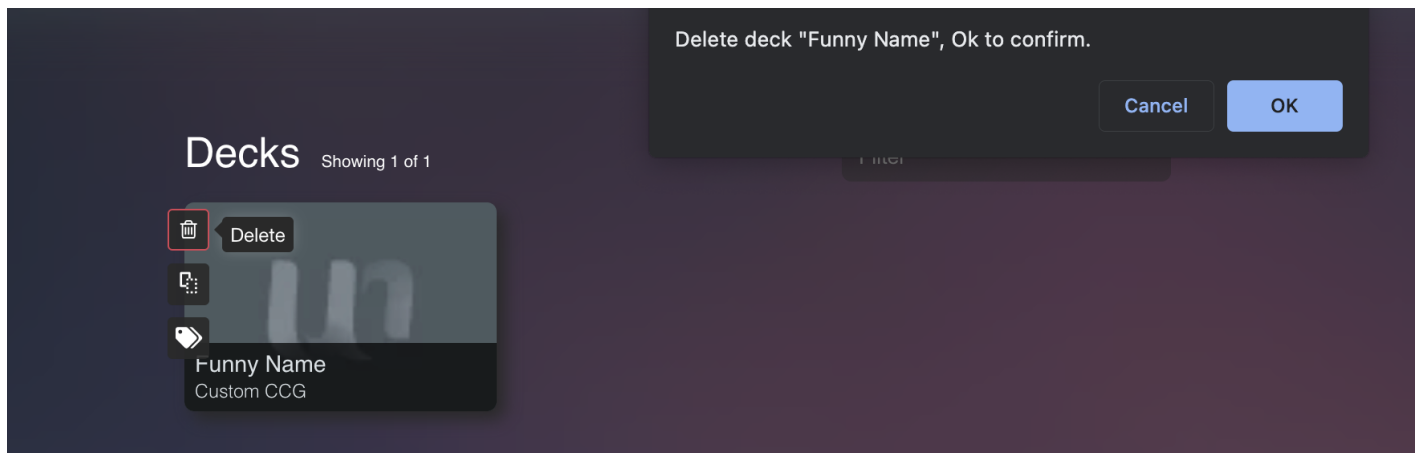 Delete deck "Funny Name", Ok to confirm.
Cancel
OK
Decks
Showing 1 of 1
Filter
Delete
Funny Name
Custom CCG